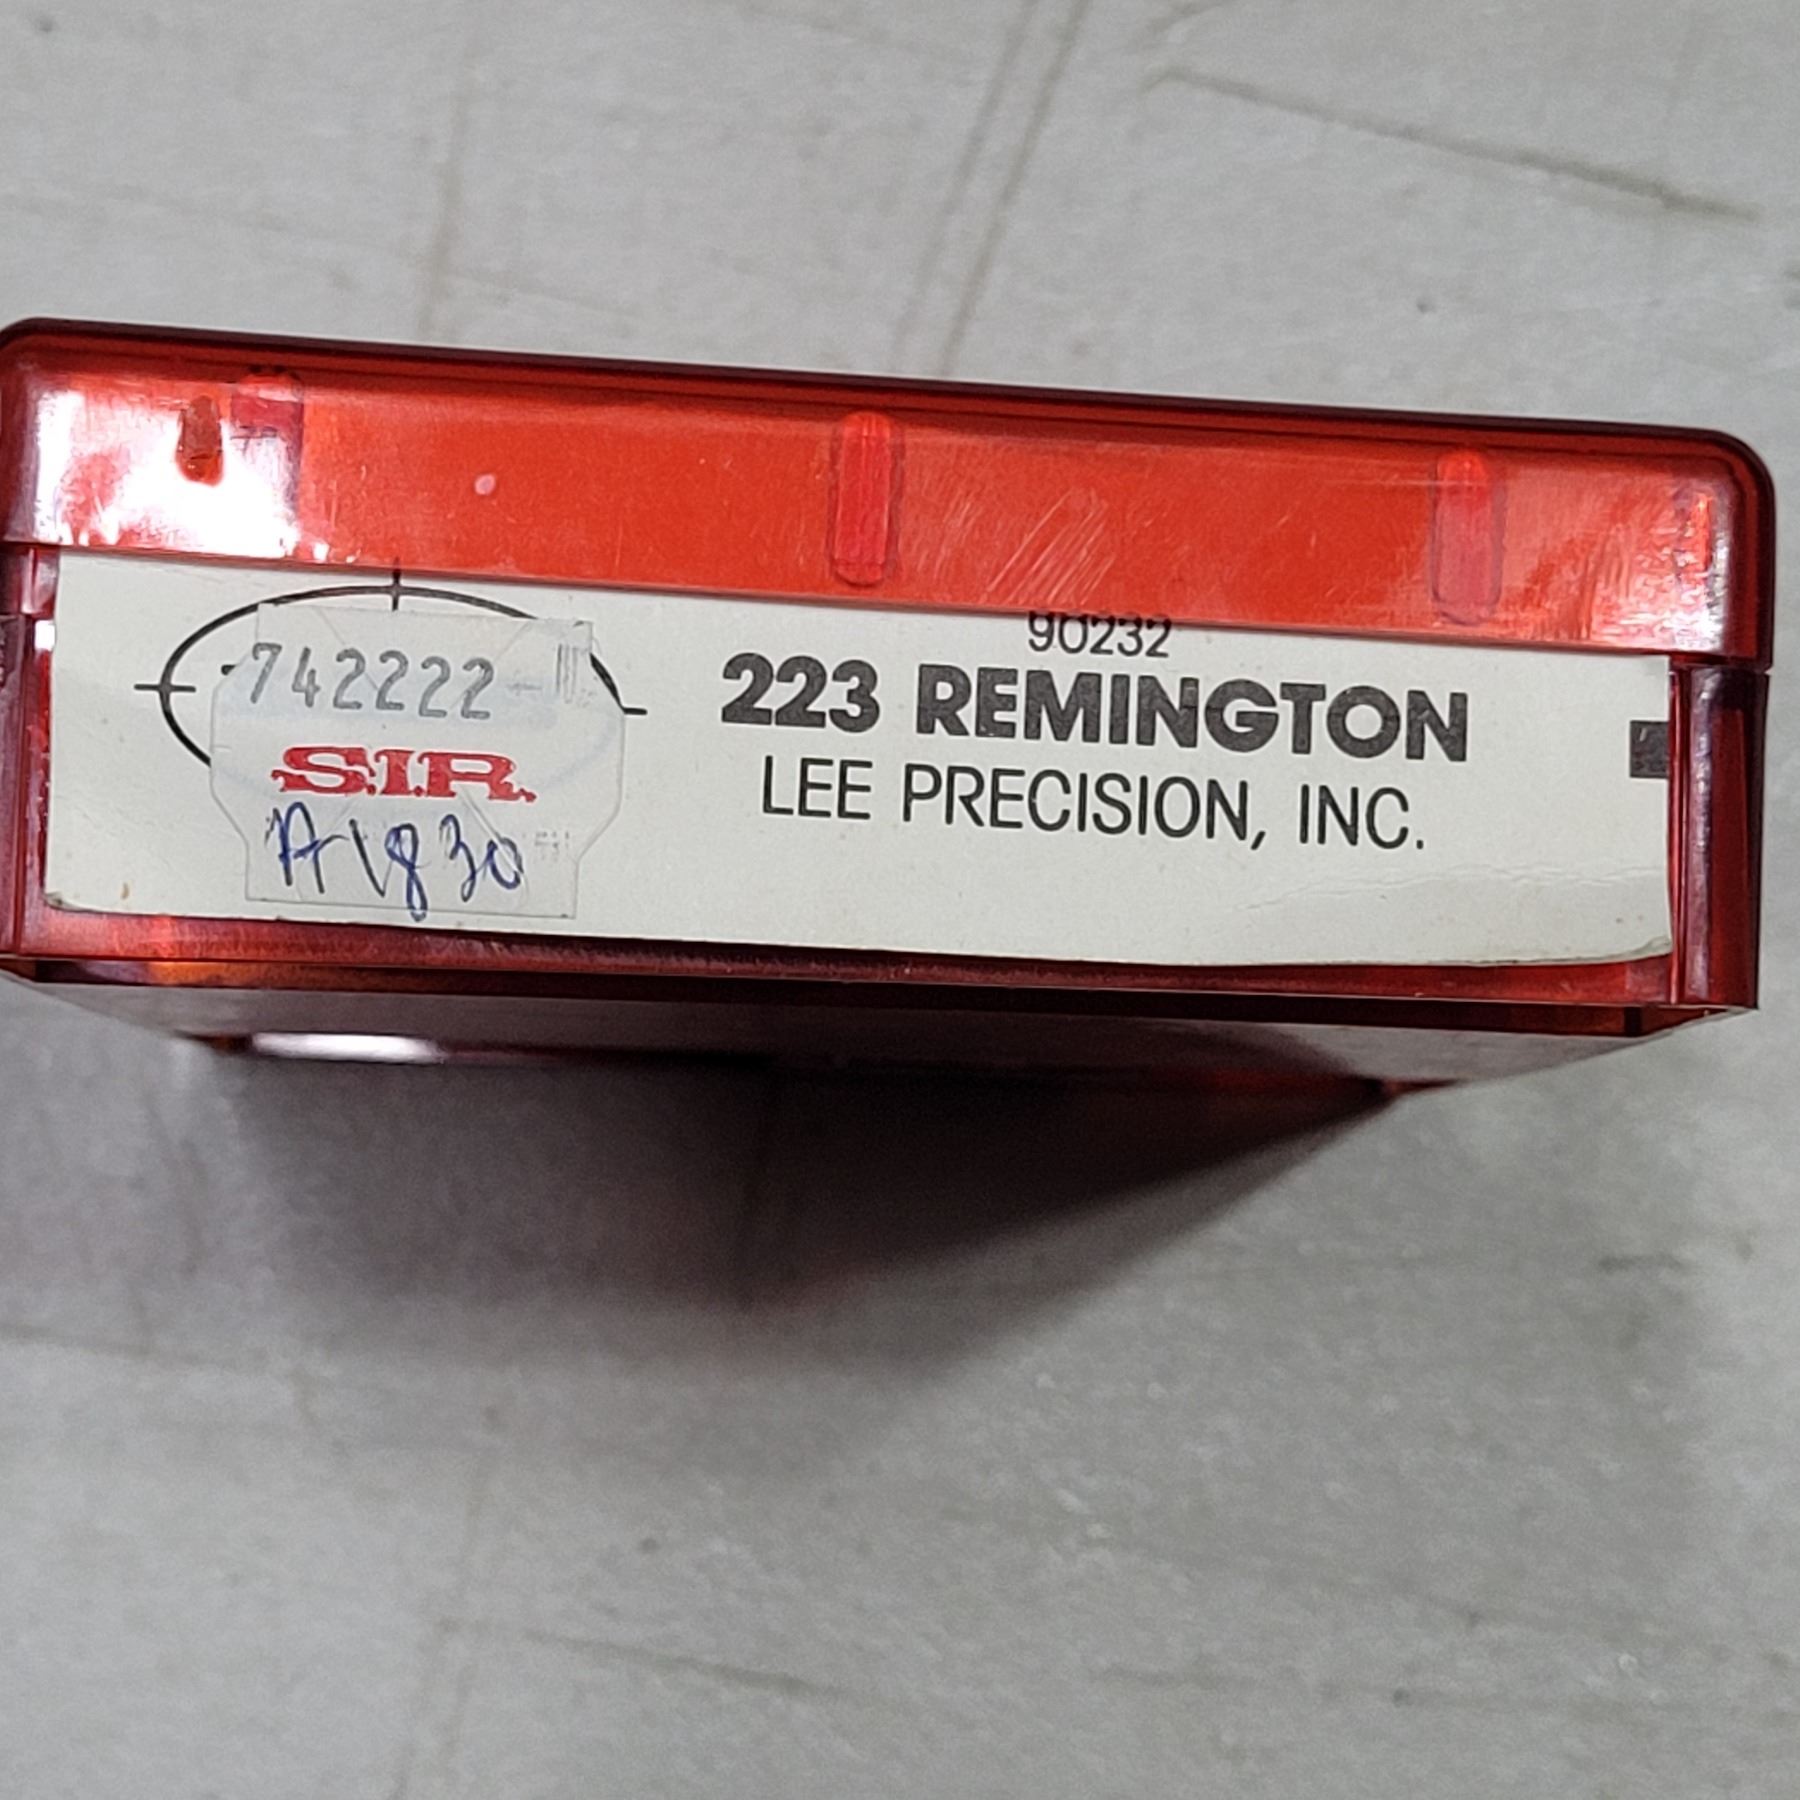 742222
S.I.R.
A1830
90232
223 REMINGTON
LEE PRECISION, INC.